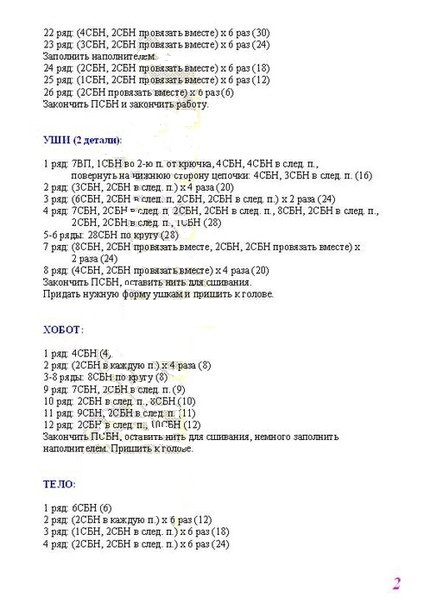 22 ряд: (4СБН, 2СБН провязать вместе) х 6 раз (30)
23 ряд: (3СБН, 2СБН провязать вместе) х 6 раз (24)
Заполнить наполнителем.
24 ряд: (2СБН, 2СБН провязать вместе) х 6 раз (18)
25 ряд: (1СБН, 2СБН провязать вместе) х 6 раз (12)
26 ряд: (2СБН провязать вместе) х 6 раз (6)
Закончить ПСБН и закончить работу.
УШИ (2 детали):
1 ряд: 7ВП, 1СБН во 2-ю п. от крючка, 4СБН, 4СБН в след. п.,
повернуть на нижнюю сторону цепочки: 4СБН, 3СБН в след. п. (16)
2 ряд: (3СБН, 2СБН в след. п.) х 4 раза (20)
3 ряд: (6СБН, 2СБН в след. п, 2СБН, 2СБН в след. п.) х 2 раза (24)
4 ряд: 7СБН, 2СБН в след. п, 2СБН, 2СБН в след. п., 8СБН, 2СБН в след. п.,
2СБН, 2СБН в след. п., 1СБН (28)
5-6 ряды: 28СБН по кругу (28)
7 ряд: (8СБН, 2СБН провязать вместе, 2СБН, 2СБН провязать вместе) х
2 раза (24)
8 ряд: (4СБН, 2СБН провязать вместе) х 4 раза (20)
Закончить ПСБН, оставить нить для сшивания.
Придать нужную форму ушкам и пришить к голове.
ХОБОТ:
1 ряд: 4СБН (4,
2 ряд: (2СБН в каждую п.) х 4 раза (8)
3-8 ряды: 8СБН по кругу (8)
9 ряд: 7СБН, 2СБН в след. п. (9)
10 ряд: 2СБН в след. п., 8СБН (10)
11 ряд: 9СБН, 2СБН в след. п. (11)
12 ряд: 2СБН в след. п., 10СБН (12)
Закончить ПСБН, оставить нить для сшивания, немного заполнить
наполнителем. Пришить к голове.
ТЕЛО:
1 ряд: 6СБН (6)
2 ряд: (2СБН в каждую п.) х 6 раз (12)
3 ряд: (1СБН, 2СБН в след. п.) х 6 раз (18)
4 ряд: (2СБН, 2СБН в след. п.) х 6 раз (24)
2